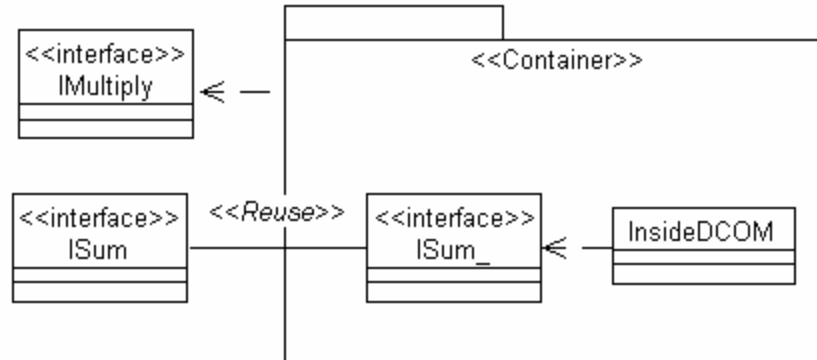 <<interface>>
IMultiply
<<Container>>
<<interface>>
ISum
<<Reuse>>
<<interface>>
ISum_
InsideDCOM